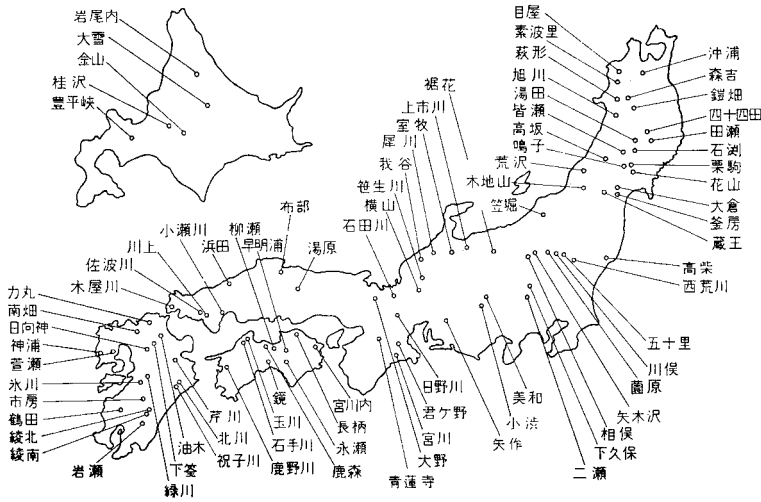 岩尾内
大雪
金山
桂沢
豊平峡
目屋
素波里
萩形
旭川
湯田
皆瀬
高坂
鳴子
荒沢
木地山
笠堀
沖浦
森吉
鎧畑
四十四田
田瀬
石渕
栗駒
花山
大倉
釜房
蔵王
高柴
西荒川
五十里
川俣
薗原
矢木沢
相俣
下久保
二瀬
美和
小渋
矢作
裾花
上市川
室牧
犀川
我谷
笹生川
横山
石田川
日野川
君ケ野
宮川
大野
青蓮寺
布部
湯原
柳瀬
早明浦
小瀬川
浜田
川上
佐波川
木屋川
力丸
南畑
日向神
神浦
萱瀬
氷川
市房
鶴田
綾北
綾南
岩瀬
緑川
下筌
油木
祝子川
北川
芹川
鹿野川
石手川
玉川
鏡
鹿森
永瀬
長柄
宮川内